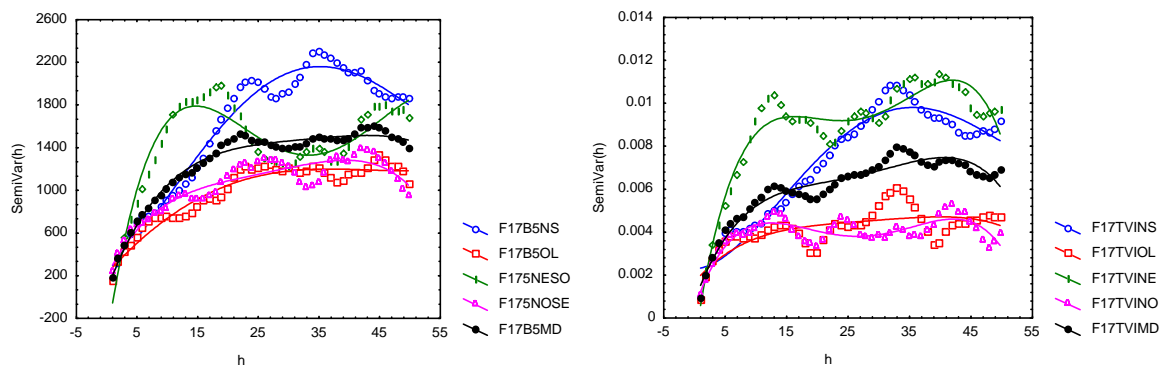 SemiVar(h)
2600
2200
1800
1400
1000
600
200
-200
-5 5 15 25 35 45 55
h
F17B5NS
F17B5OL
F175NESO
F175NOSE
F17B5MD
SemiVar(h)
0.014
0.012
0.01
0.008
0.006
0.004
0.002
0
-5 5 15 25 35 45 55
h
F17TVINS
F17TVIOL
F17TVINE
F17TVINO
F17TVIMD